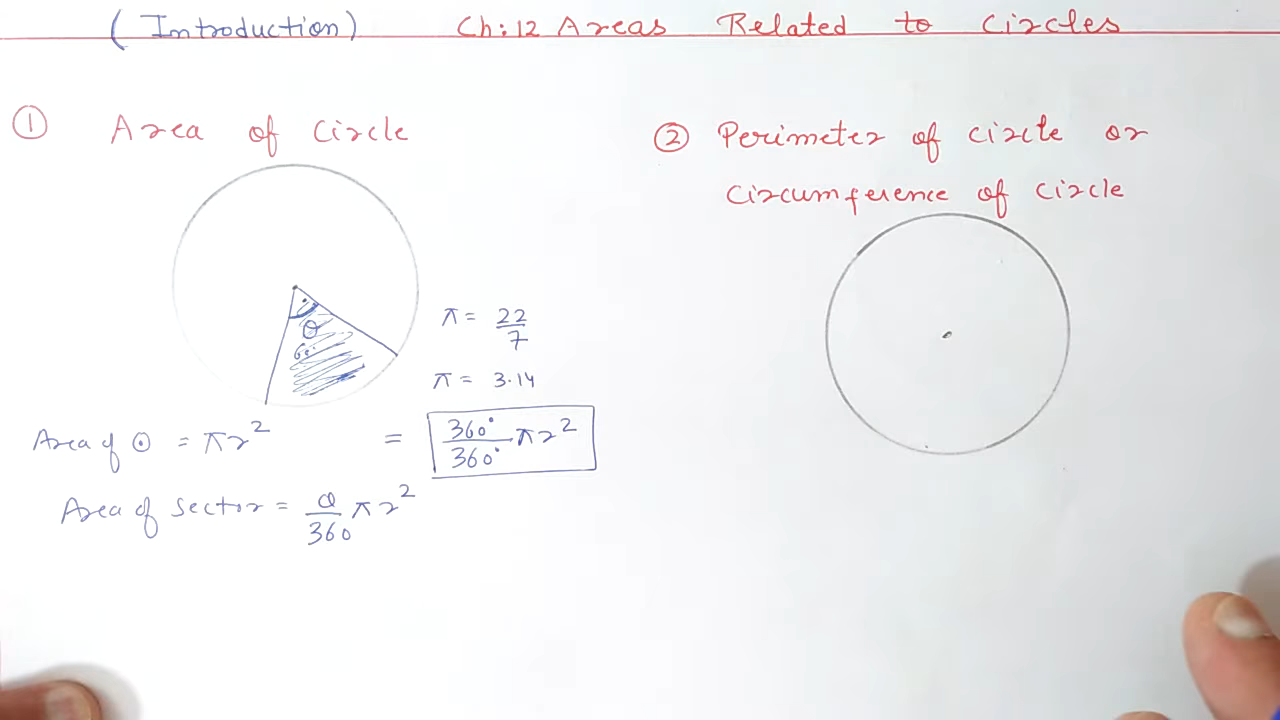 (Introduction) Ch:12 Areas Related to Circles
① Area of Circle
② Perimeter of circle or
Circumference of circle
θ
60°
π = 22/7
π = 3.14
Area of ⊙ = πr² = 360°/360° πr²
Area of sector = θ/360 πr²